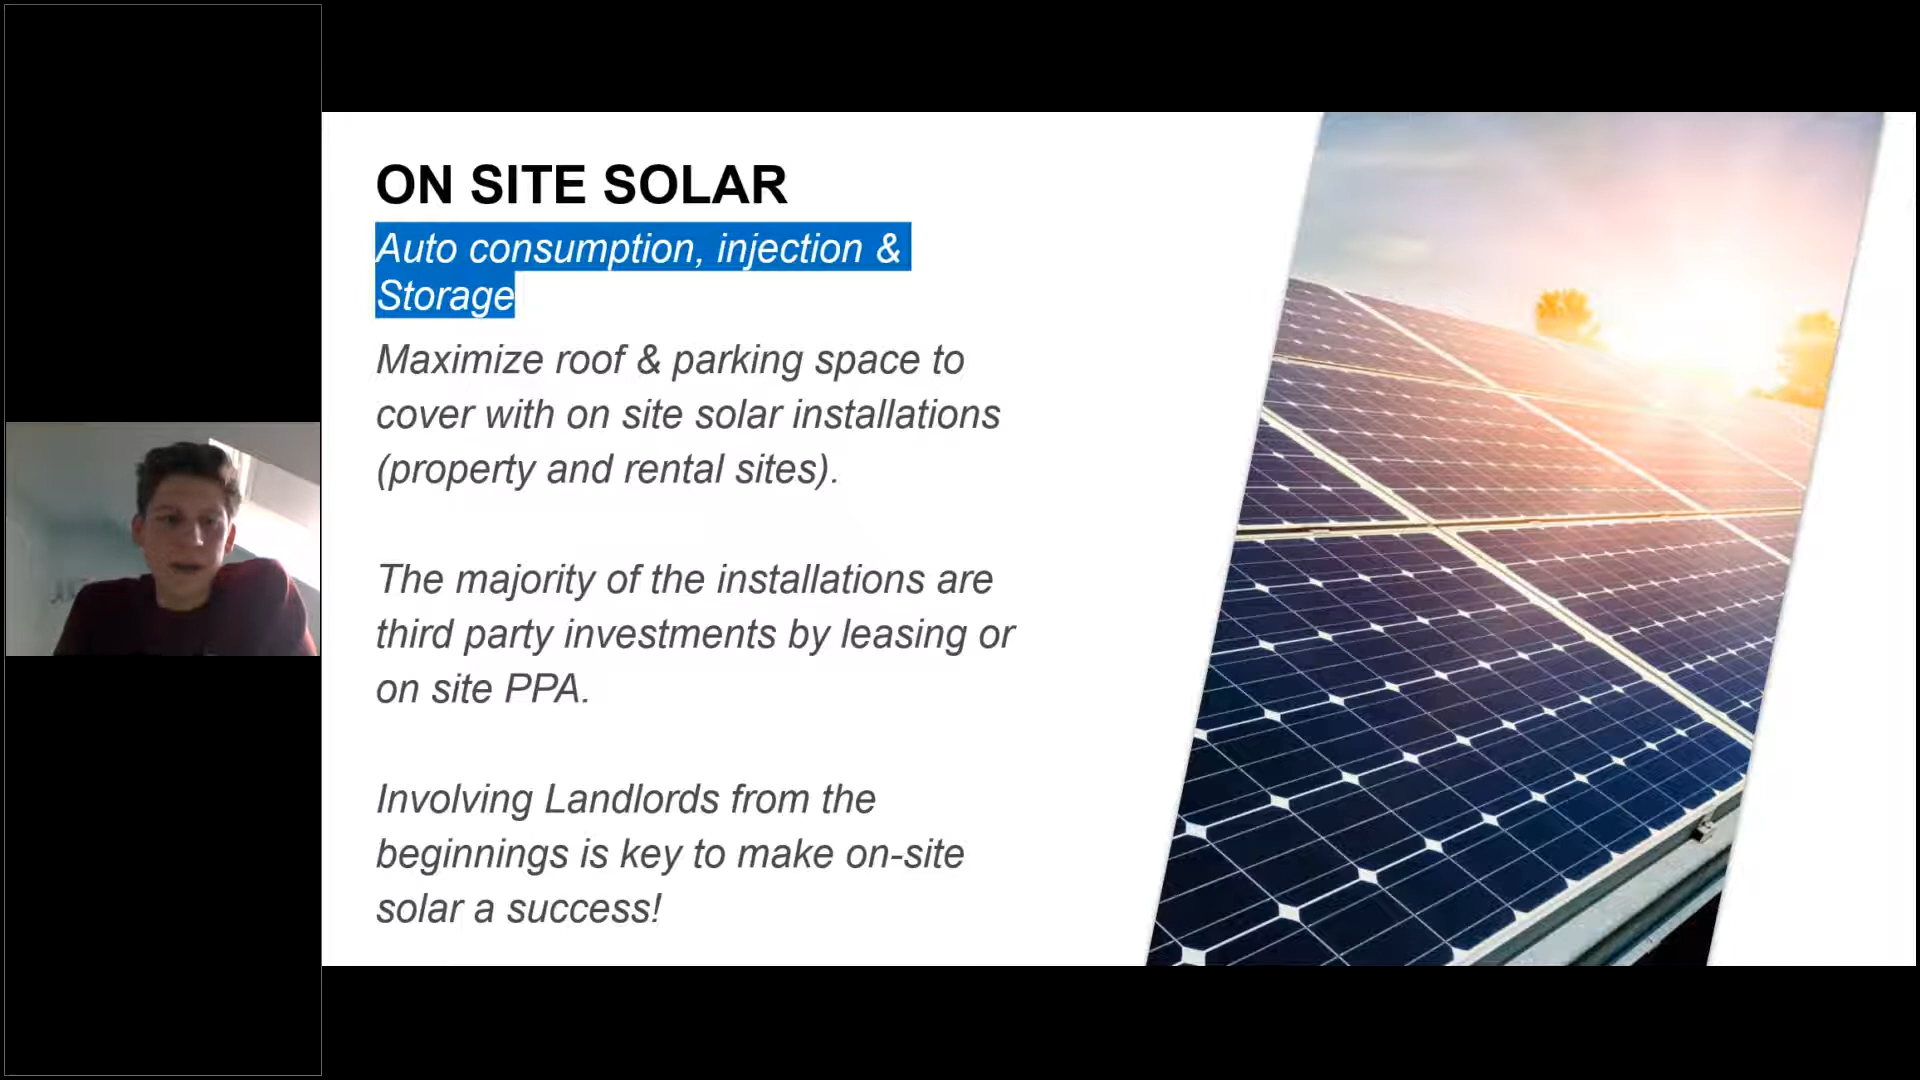 ON SITE SOLAR
Auto consumption, injection &
Storage
Maximize roof & parking space to
cover with on site solar installations
(property and rental sites).
The majority of the installations are
third party investments by leasing or
on site PPA.
Involving Landlords from the
beginnings is key to make on-site
solar a success!